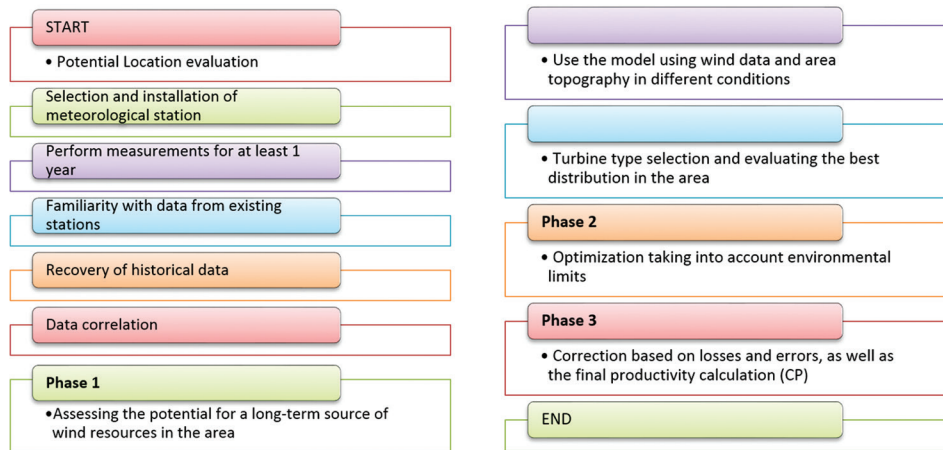 START
• Potential Location evaluation
Selection and installation of
meteorological station
Perform measurements for at least 1
year
Familiarity with data from existing
stations
Recovery of historical data
Data correlation
Phase 1
•Assessing the potential for a long-term source of
wind resources in the area
• Use the model using wind data and area
topography in different conditions
• Turbine type selection and evaluating the best
distribution in the area
Phase 2
• Optimization taking into account environmental
limits
Phase 3
• Correction based on losses and errors, as well as
the final productivity calculation (CP)
END